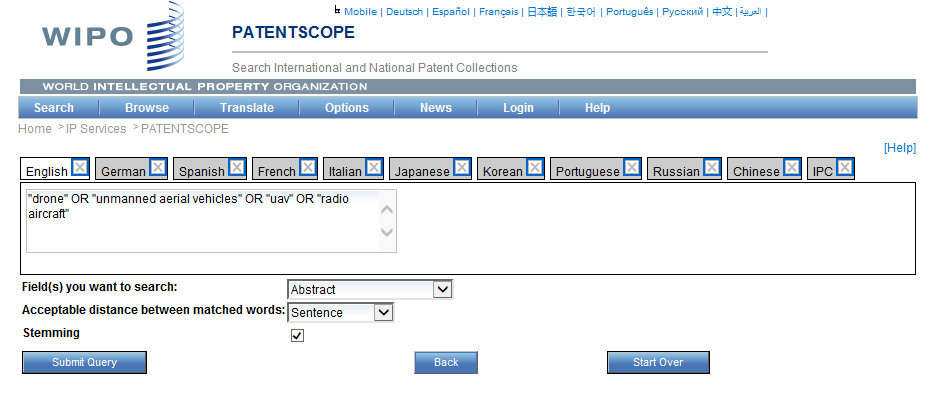 Mobile | Deutsch | Español | Français | 日本語 | 한국어 | Português | Русский | 中文 | العربية |
WIPO
PATENTSCOPE
Search International and National Patent Collections
WORLD INTELLECTUAL PROPERTY ORGANIZATION
Search Browse Translate Options News Login Help
Home > IP Services > PATENTSCOPE
[Help]
English German Spanish French Italian Japanese Korean Portuguese Russian Chinese IPC
"drone" OR "unmanned aerial vehicles" OR "uav" OR "radio
aircraft"
Field(s) you want to search: Abstract
Acceptable distance between matched words: Sentence
Stemming
Submit Query Back Start Over